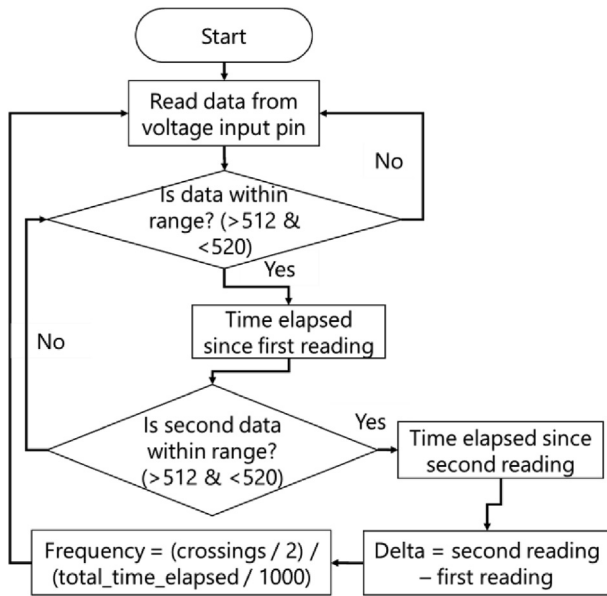 Start
Read data from
voltage input pin
No
Is data within
range? (>512 &
<520)
Yes
Time elapsed
since first reading
No
Is second data
within range?
(>512 & <520)
Yes
Time elapsed since
second reading
Delta = second reading
– first reading
Frequency = (crossings / 2) /
(total_time_elapsed / 1000)